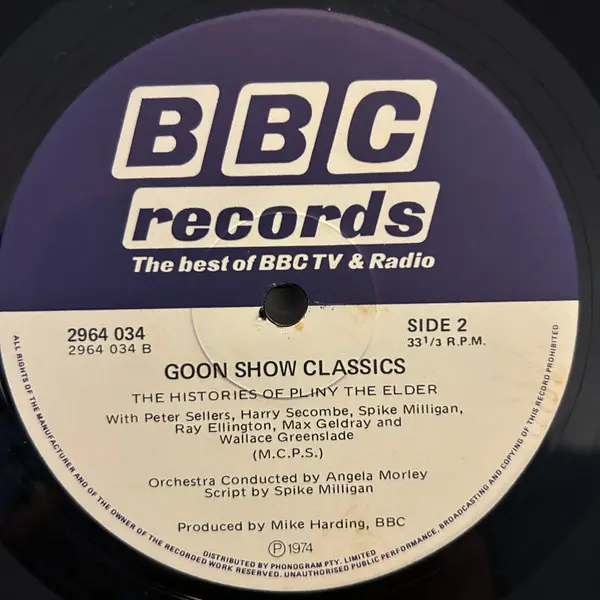 BBC
records
The best of BBC TV & Radio
2964 034
2964 034 B
SIDE 2
33 1/3 R.P.M.
GOON SHOW CLASSICS
THE HISTORIES OF PLINY THE ELDER
With Peter Sellers, Harry Secombe, Spike Milligan,
Ray Ellington, Max Geldray and
Wallace Greenslade
(M.C.P.S.)
Orchestra Conducted by Angela Morley
Script by Spike Milligan
Produced by Mike Harding, BBC
Ⓟ1974
DISTRIBUTED BY PHONOGRAM PTY. LIMITED
ALL RIGHTS OF THE MANUFACTURER AND OF THE OWNER OF THE RECORDED WORK RESERVED. UNAUTHORISED PUBLIC PERFORMANCE, BROADCASTING AND COPYING OF THIS RECORD PROHIBITED